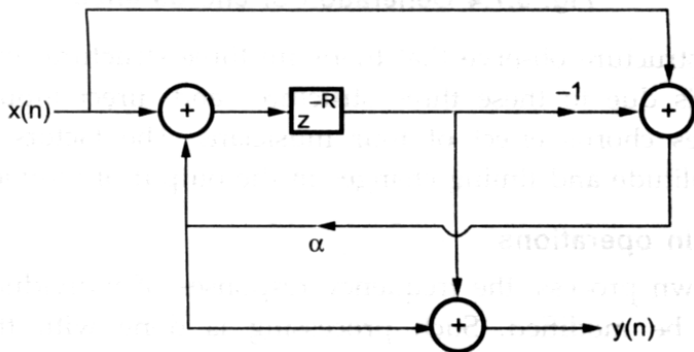 x(n)
+
z -R
-1
+
α
+
y(n)